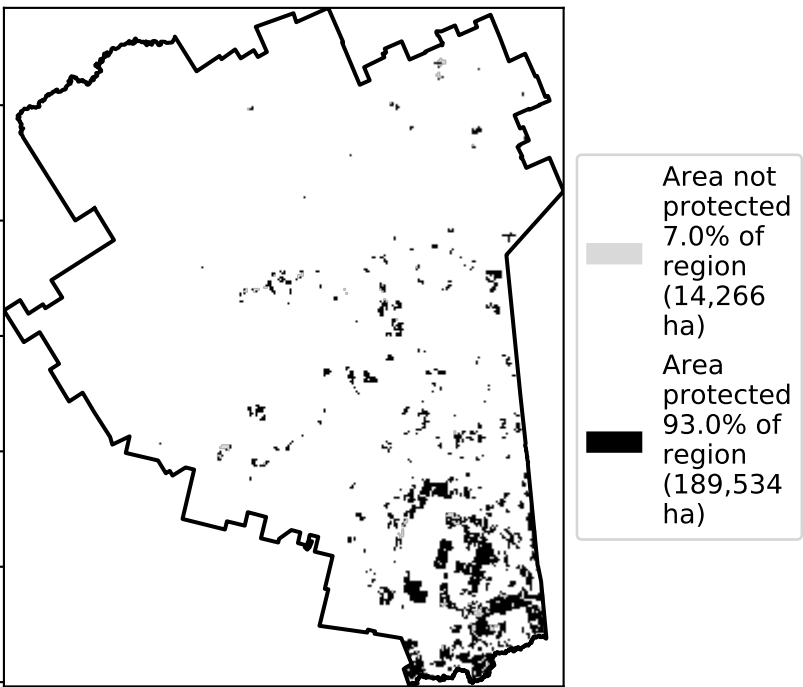 Area not
protected
7.0% of
region
(14,266
ha)
Area
protected
93.0% of
region
(189,534
ha)